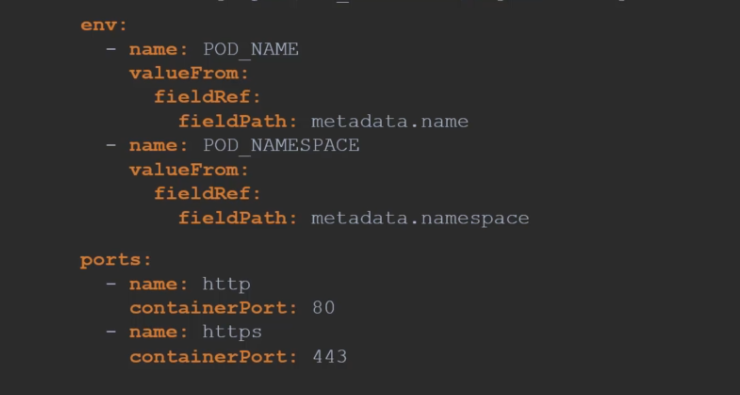 env:
  - name: POD_NAME
    valueFrom:
      fieldRef:
        fieldPath: metadata.name
  - name: POD_NAMESPACE
    valueFrom:
      fieldRef:
        fieldPath: metadata.namespace
ports:
  - name: http
    containerPort: 80
  - name: https
    containerPort: 443